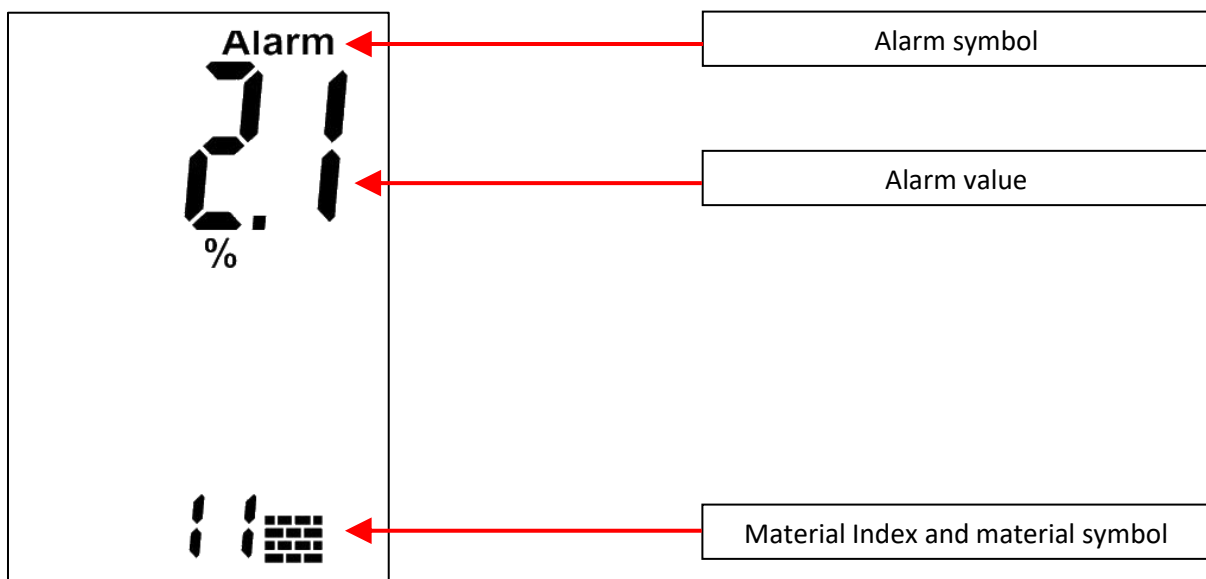 Alarm
Alarm symbol
2.1
Alarm value
%
11
Material Index and material symbol